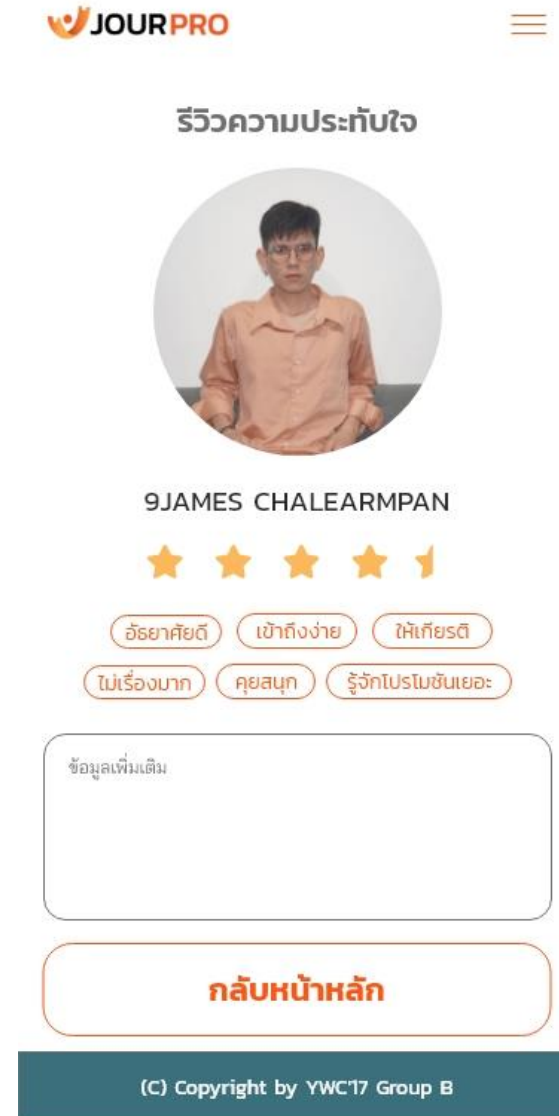 JOURPRO
รีวิวความประทับใจ
9JAMES CHALEARMPAN
อัธยาศัยดี เข้าถึงง่าย ให้เกียรติ
ไม่เรื่องมาก คุยสนุก รู้จักโปรโมชันเยอะ
ข้อมูลเพิ่มเติม
กลับหน้าหลัก
(C) Copyright by YWC'17 Group B